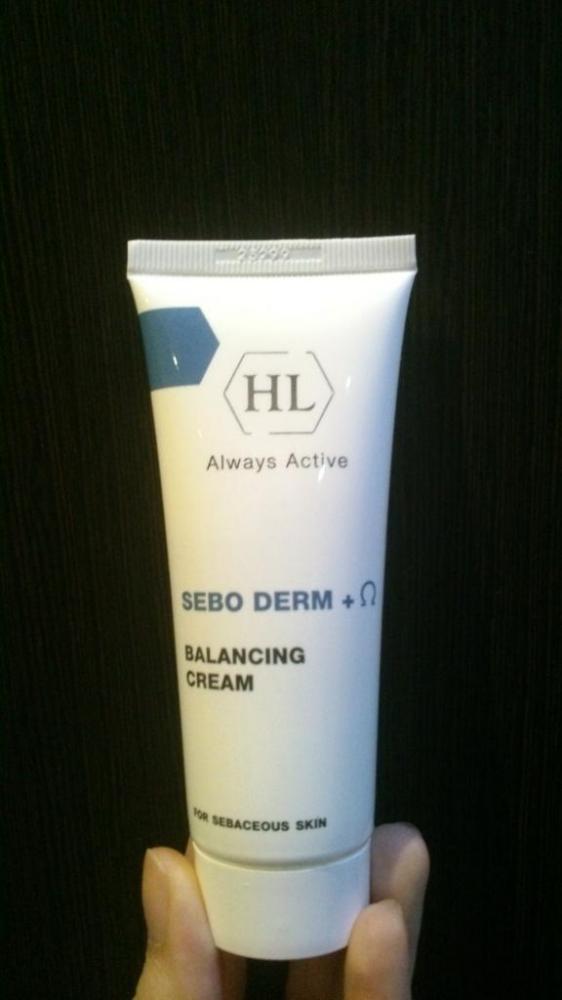 HL
Always Active
SEBO DERM + Ω
BALANCING
CREAM
FOR SEBACEOUS SKIN